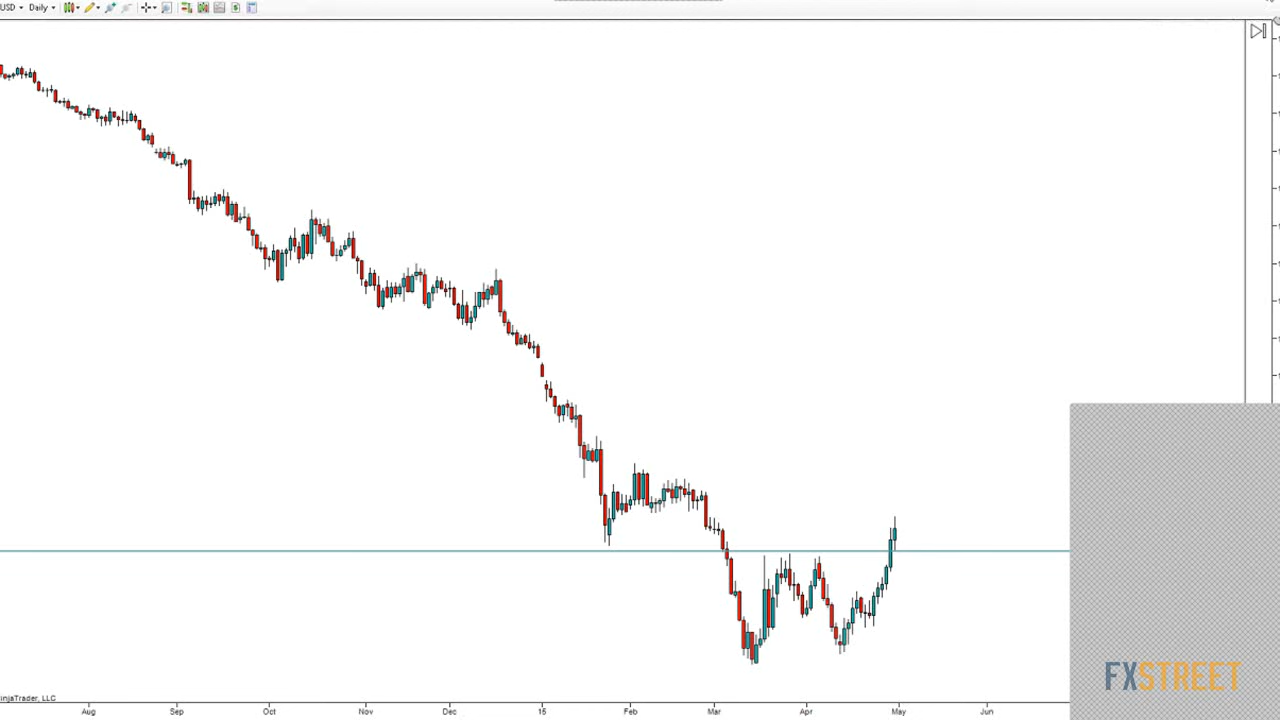 USD Daily
injaTrader, LLC
Aug Sep Oct Nov Dec 15 Feb Mar Apr May Jun
FXSTREET